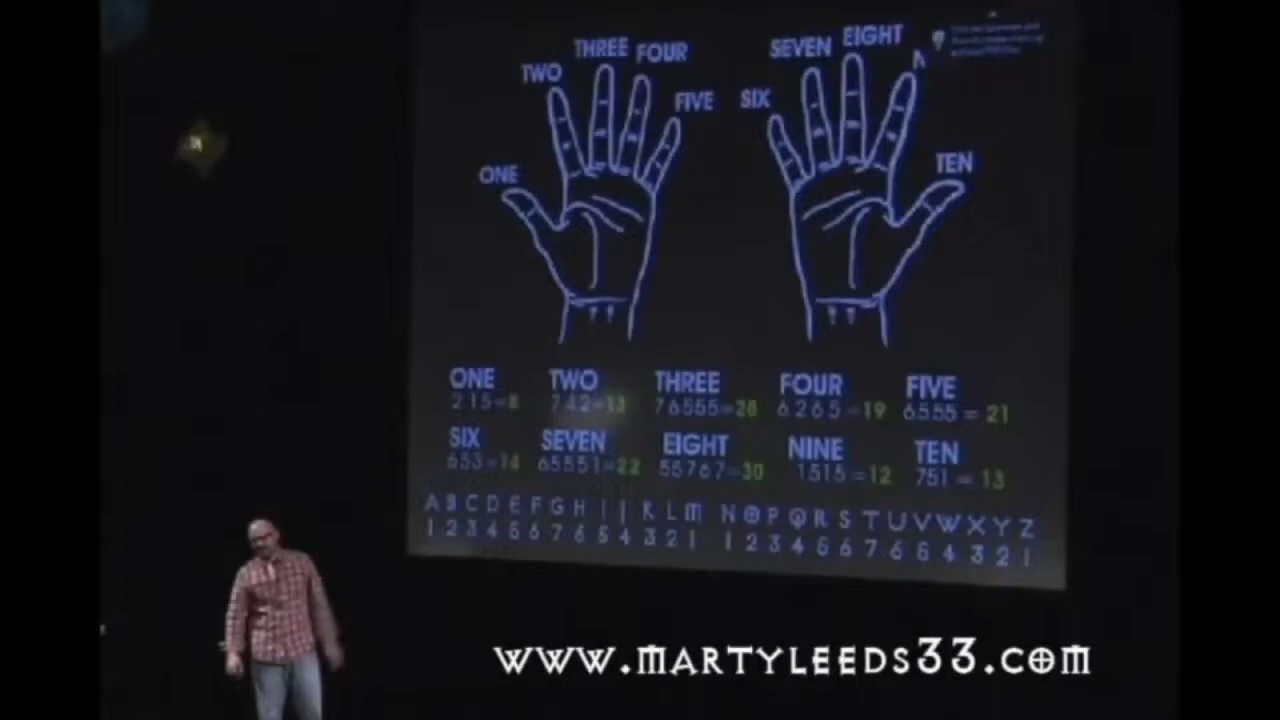 THREE FOUR
TWO
FIVE
ONE
SEVEN EIGHT
SIX
N
TEN
ONE TWO THREE FOUR FIVE
215=8 742=13 76555=28 6265=19 6555=21
SIX SEVEN EIGHT NINE TEN
653=14 65551=22 55767=30 1515=12 751=13
A B C D E F G H I J K L M N O P Q R S T U V W X Y Z
1 2 3 4 5 6 7 6 5 4 3 2 1 1 2 3 4 5 6 7 6 5 4 3 2 1
WWW.MARTYLEEDS33.COM